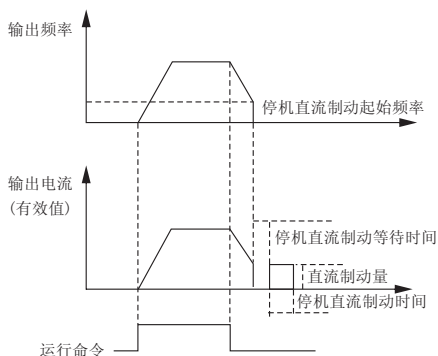 输出频率
停机直流制动起始频率
输出电流
(有效值)
停机直流制动等待时间
直流制动量
停机直流制动时间
运行命令